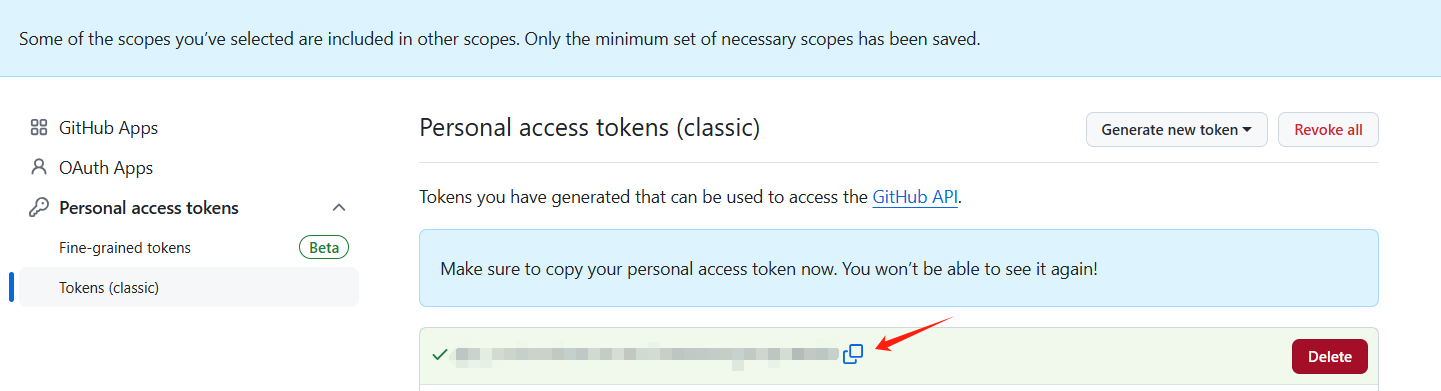 Some of the scopes you’ve selected are included in other scopes. Only the minimum set of necessary scopes has been saved.
GitHub Apps
OAuth Apps
Personal access tokens
Fine-grained tokens
Beta
Tokens (classic)
Personal access tokens (classic)
Generate new token
Revoke all
Tokens you have generated that can be used to access the GitHub API.
Make sure to copy your personal access token now. You won’t be able to see it again!
Delete